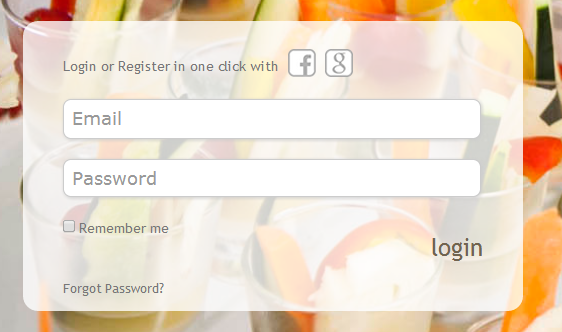 Login or Register in one click with f g
Email
Password
Remember me
login
Forgot Password?